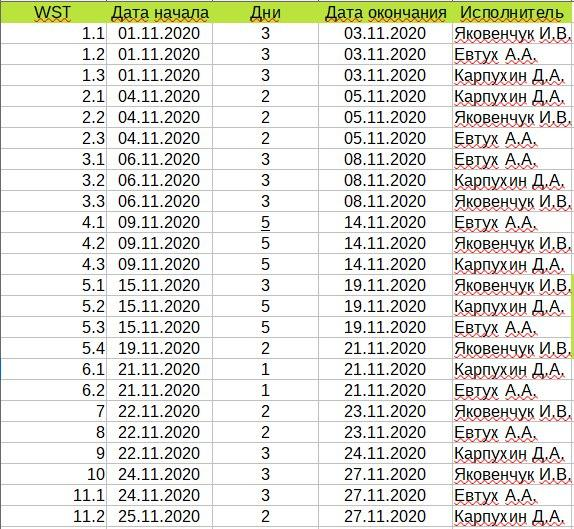 WST Дата начала Дни Дата окончания Исполнитель
1.1 01.11.2020 3 03.11.2020 Яковенчук И.В.
1.2 01.11.2020 3 03.11.2020 Евтух А.А.
1.3 01.11.2020 3 03.11.2020 Карпухин Д.А.
2.1 04.11.2020 2 05.11.2020 Карпухин Д.А.
2.2 04.11.2020 2 05.11.2020 Яковенчук И.В.
2.3 04.11.2020 2 05.11.2020 Евтух А.А.
3.1 06.11.2020 3 08.11.2020 Евтух А.А.
3.2 06.11.2020 3 08.11.2020 Карпухин Д.А.
3.3 06.11.2020 3 08.11.2020 Яковенчук И.В.
4.1 09.11.2020 5 14.11.2020 Евтух А.А.
4.2 09.11.2020 5 14.11.2020 Яковенчук И.В.
4.3 09.11.2020 5 14.11.2020 Карпухин Д.А.
5.1 15.11.2020 3 19.11.2020 Яковенчук И.В.
5.2 15.11.2020 5 19.11.2020 Карпухин Д.А.
5.3 15.11.2020 5 19.11.2020 Евтух А.А.
5.4 19.11.2020 2 21.11.2020 Яковенчук И.В.
6.1 21.11.2020 1 21.11.2020 Карпухин Д.А.
6.2 21.11.2020 1 21.11.2020 Евтух А.А.
7 22.11.2020 2 23.11.2020 Яковенчук И.В.
8 22.11.2020 2 23.11.2020 Евтух А.А.
9 22.11.2020 3 24.11.2020 Карпухин Д.А.
10 24.11.2020 3 27.11.2020 Яковенчук И.В.
11.1 24.11.2020 3 27.11.2020 Евтух А.А.
11.2 25.11.2020 2 27.11.2020 Карпухин Д.А.